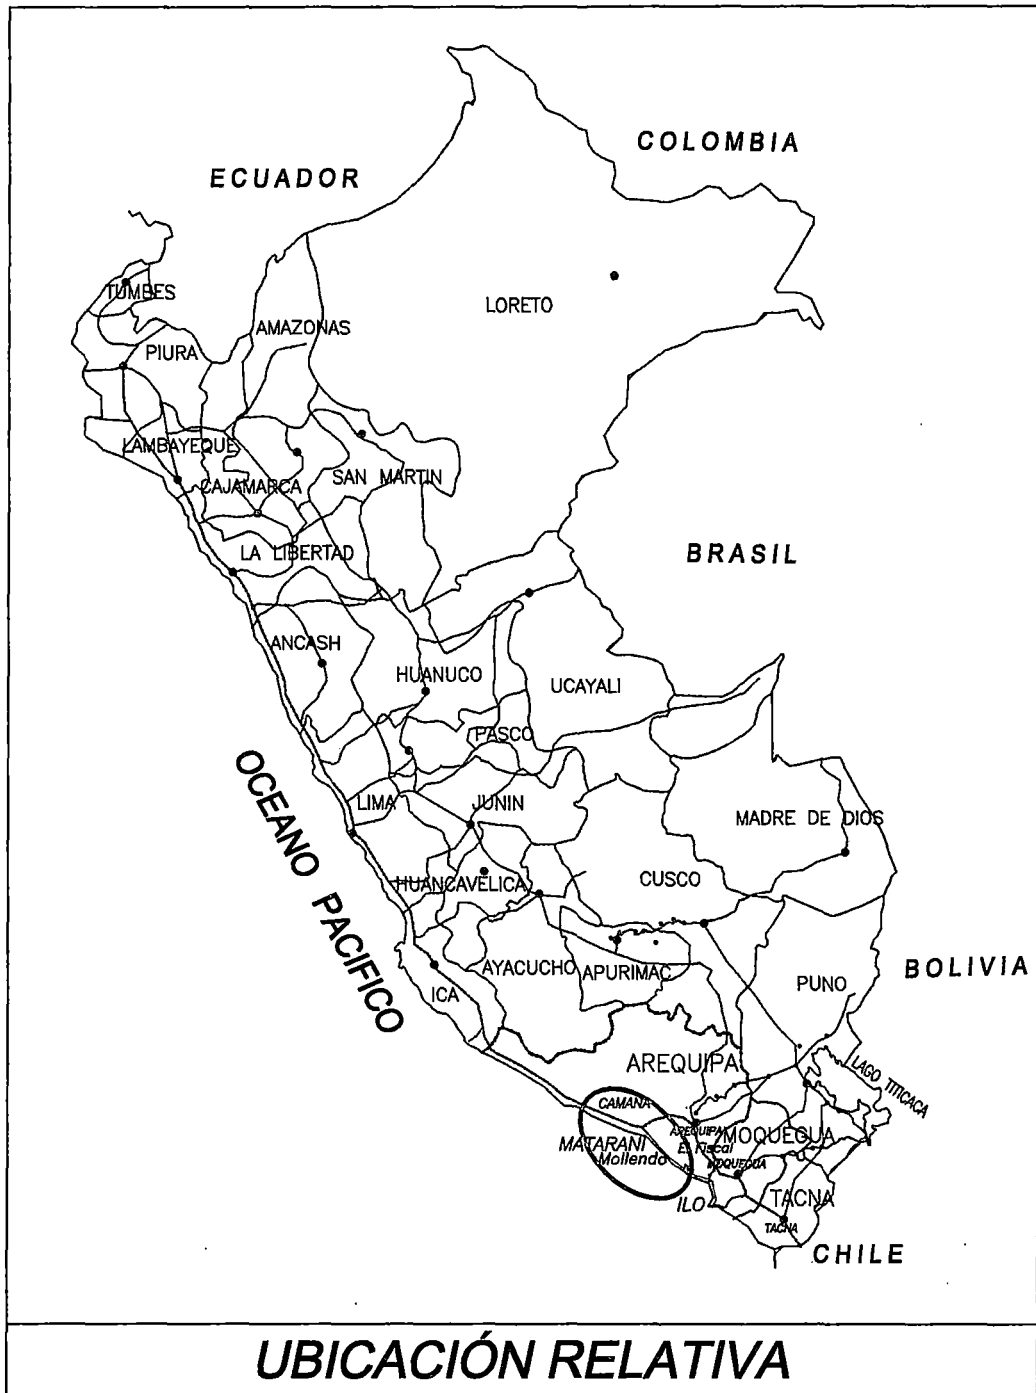 COLOMBIA
ECUADOR
TUMBES
LORETO
AMAZONAS
PIURA
LAMBAYEQUE
CAJAMARCA
SAN MARTIN
LA LIBERTAD
BRASIL
ANCASH
HUANUCO
UCAYALI
PASCO
OCEANO PACIFICO
LIMA
JUNIN
MADRE DE DIOS
HUANCAVELICA
CUSCO
AYACUCHO
APURIMAC
BOLIVIA
PUNO
ICA
AREQUIPA
LAGO TITICACA
CAMANA
AREQUIPA
MOQUEGUA
MATARANI
El Fiscal
Mollendo
MOQUEGUA
ILO
TACNA
TACNA
CHILE
UBICACIÓN RELATIVA